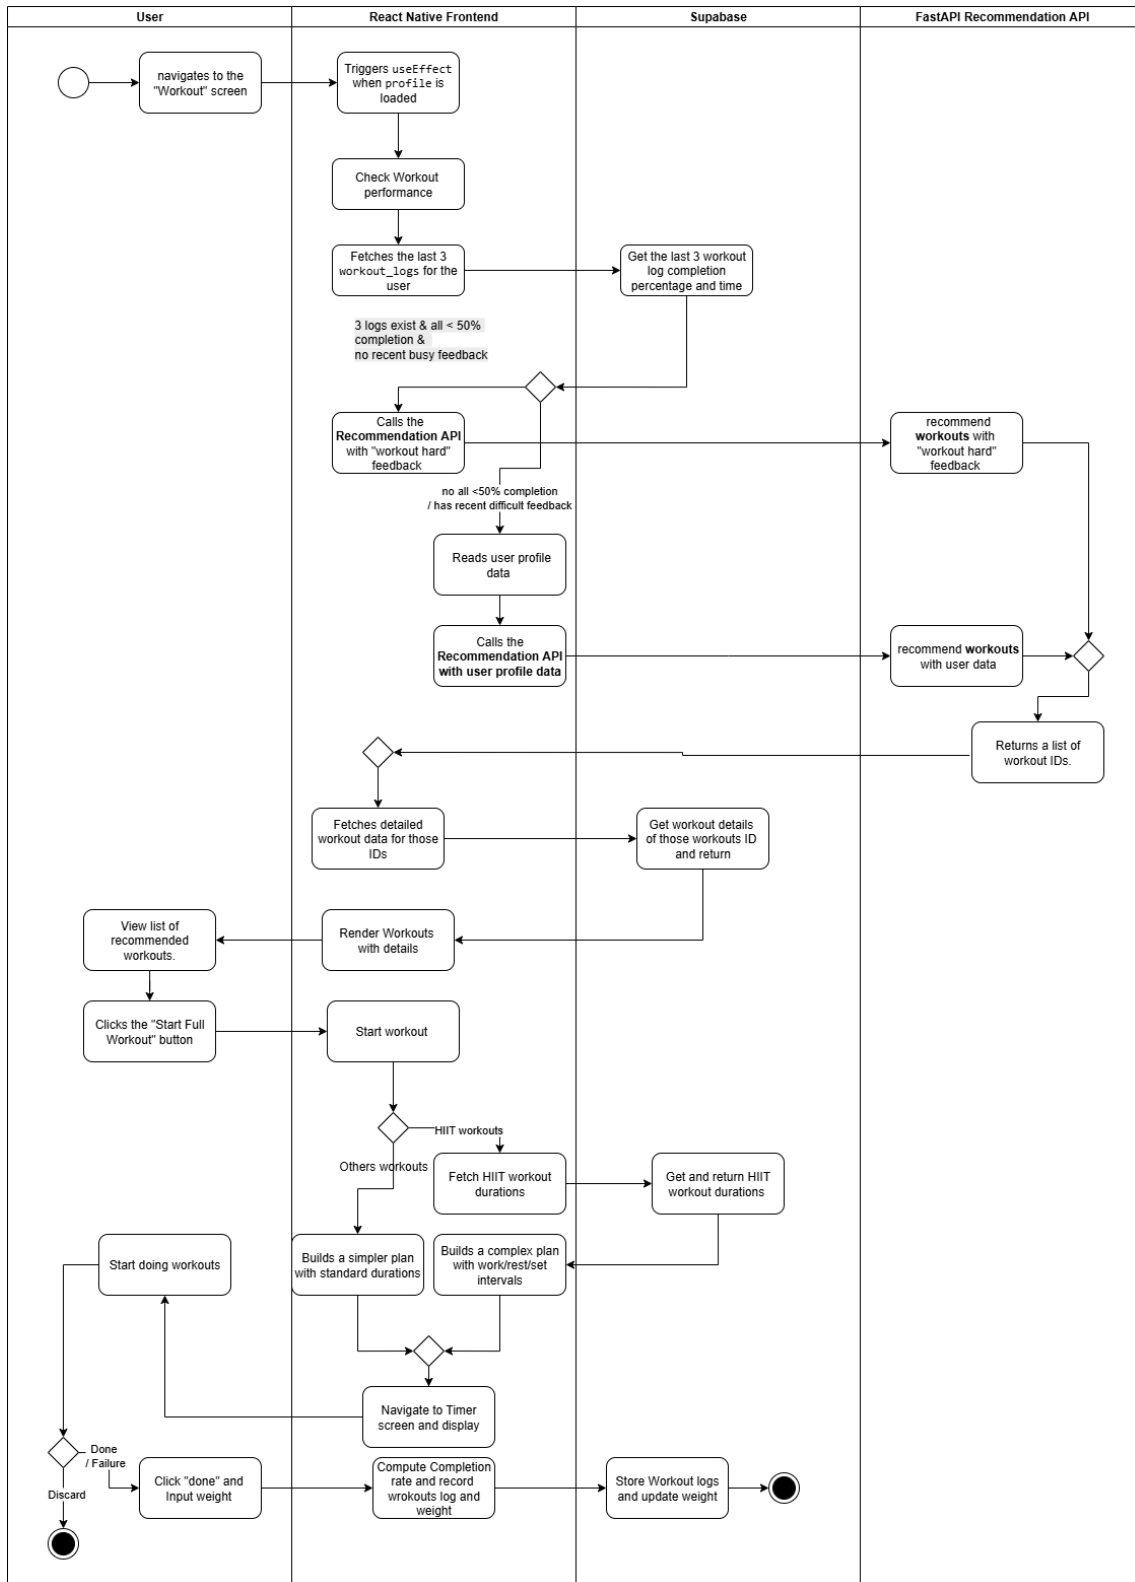 User
React Native Frontend
Supabase
FastAPI Recommendation API
navigates to the
"Workout" screen
Triggers useEffect
when profile is
loaded
Check Workout
performance
Fetches the last 3
workout_logs for the
user
Get the last 3 workout
log completion
percentage and time
3 logs exist & all < 50%
completion &
no recent busy feedback
Calls the
Recommendation API
with "workout hard"
feedback
recommend
workouts with
"workout hard"
feedback
no all <50% completion
/ has recent difficult feedback
Reads user profile
data
Calls the
Recommendation API
with user profile data
recommend workouts
with user data
Returns a list of
workout IDs.
Fetches detailed
workout data for those
IDs
Get workout details
of those workouts ID
and return
View list of
recommended
workouts.
Render Workouts
with details
Clicks the "Start Full
Workout" button
Start workout
HIIT workouts
Others workouts
Fetch HIIT workout
durations
Get and return HIIT
workout durations
Start doing workouts
Builds a simpler plan
with standard durations
Builds a complex plan
with work/rest/set
intervals
Navigate to Timer
screen and display
Done
/ Failure
Discard
Click "done" and
Input weight
Compute Completion
rate and record
wrokouts log and
weight
Store Workout logs
and update weight